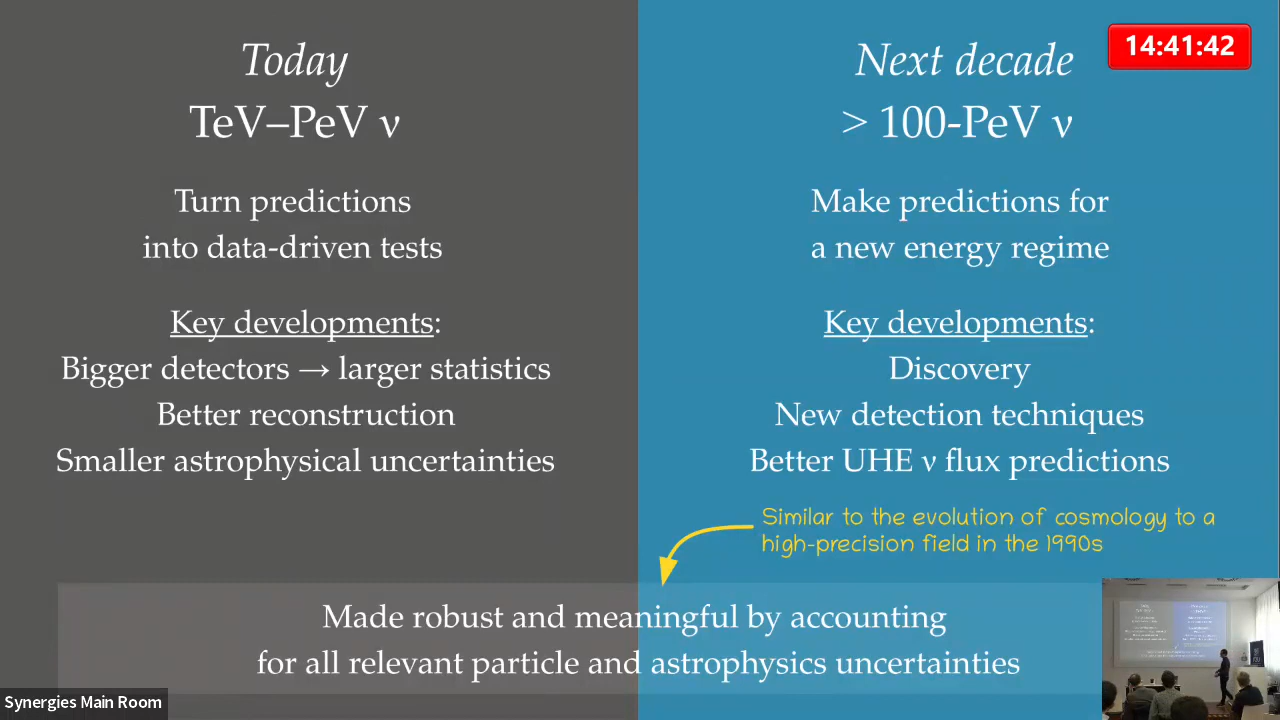 Today
TeV–PeV ν
Turn predictions
into data-driven tests
Key developments:
Bigger detectors → larger statistics
Better reconstruction
Smaller astrophysical uncertainties
Next decade
> 100-PeV ν
Make predictions for
a new energy regime
Key developments:
Discovery
New detection techniques
Better UHE ν flux predictions
14:41:42
Similar to the evolution of cosmology to a
high-precision field in the 1990s
Made robust and meaningful by accounting
for all relevant particle and astrophysics uncertainties
Synergies Main Room